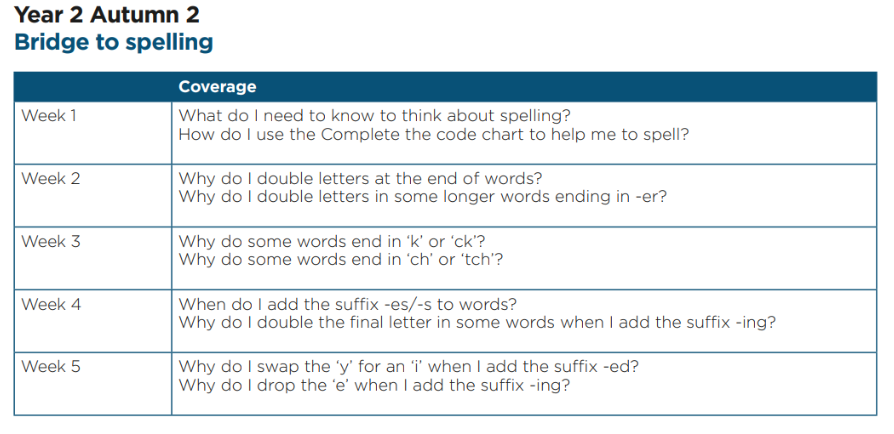 Year 2 Autumn 2
Bridge to spelling
Coverage
Week 1
What do I need to know to think about spelling?
How do I use the Complete the code chart to help me to spell?
Week 2
Why do I double letters at the end of words?
Why do I double letters in some longer words ending in -er?
Week 3
Why do some words end in ‘k’ or ‘ck’?
Why do some words end in ‘ch’ or ‘tch’?
Week 4
When do I add the suffix -es/-s to words?
Why do I double the final letter in some words when I add the suffix -ing?
Week 5
Why do I swap the ‘y’ for an ‘i’ when I add the suffix -ed?
Why do I drop the ‘e’ when I add the suffix -ing?